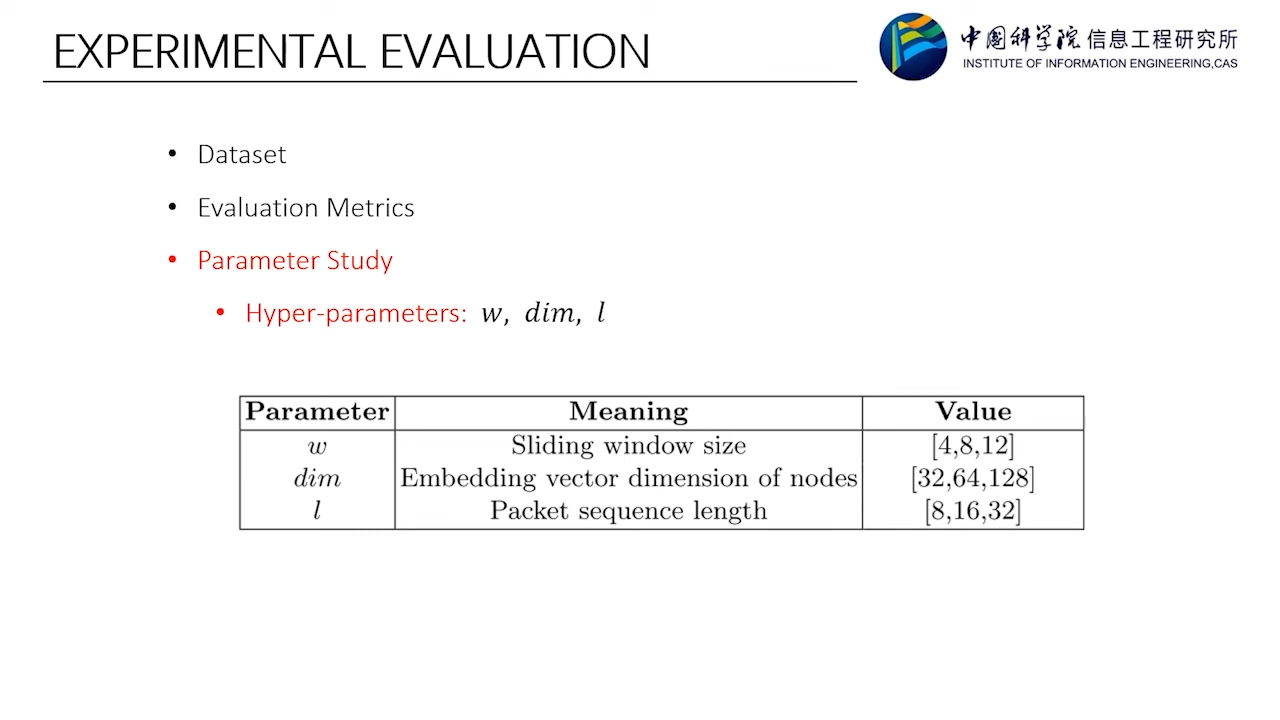 EXPERIMENTAL EVALUATION
中国科学院 信息工程研究所
INSTITUTE OF INFORMATION ENGINEERING,CAS
• Dataset
• Evaluation Metrics
• Parameter Study
• Hyper-parameters: w, dim, l
Parameter Meaning Value
w Sliding window size [4,8,12]
dim Embedding vector dimension of nodes [32,64,128]
l Packet sequence length [8,16,32]